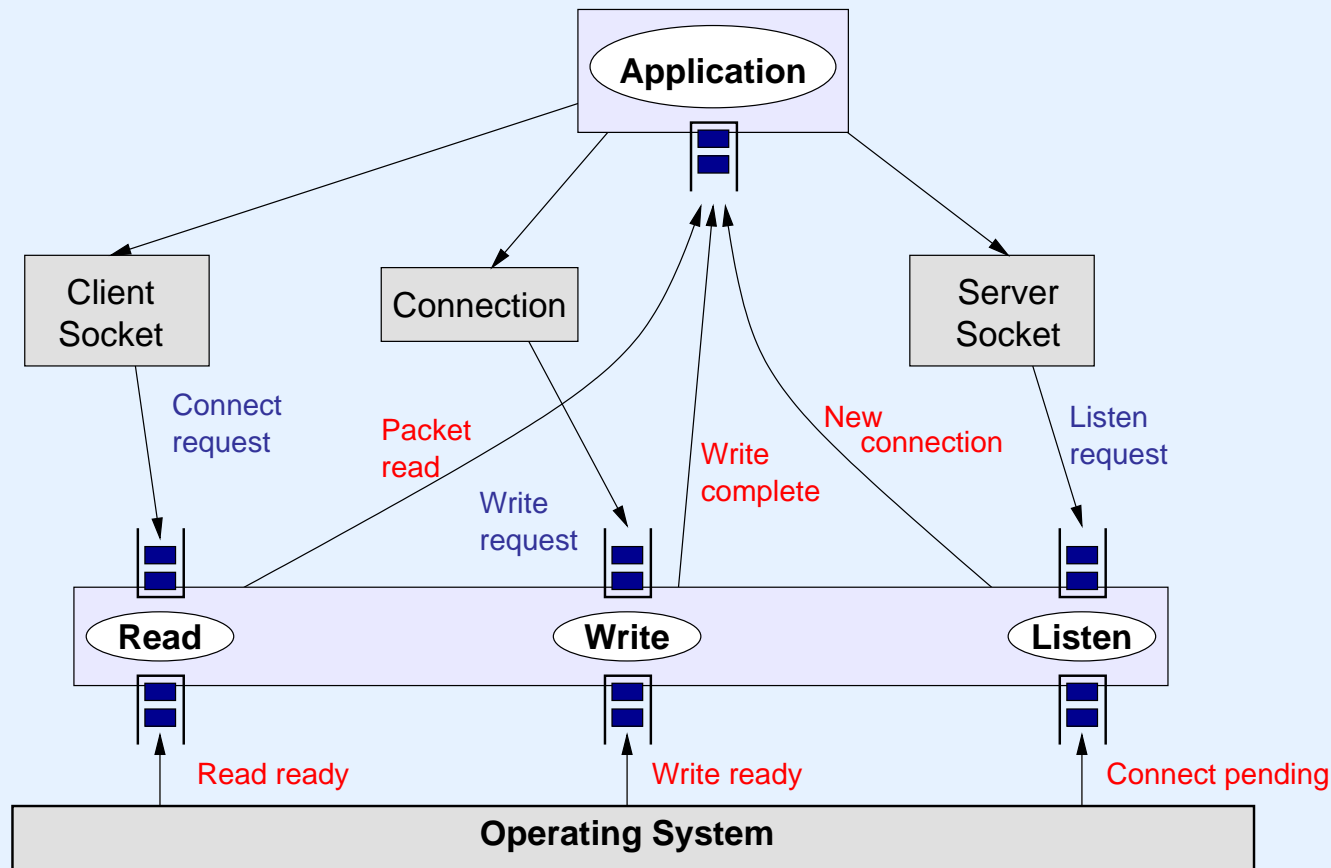 Application
Client
Socket
Connection
Server
Socket
Connect
request
Packet
read
Write
request
Write
complete
New
connection
Listen
request
Read
Write
Listen
Read ready
Write ready
Connect pending
Operating System